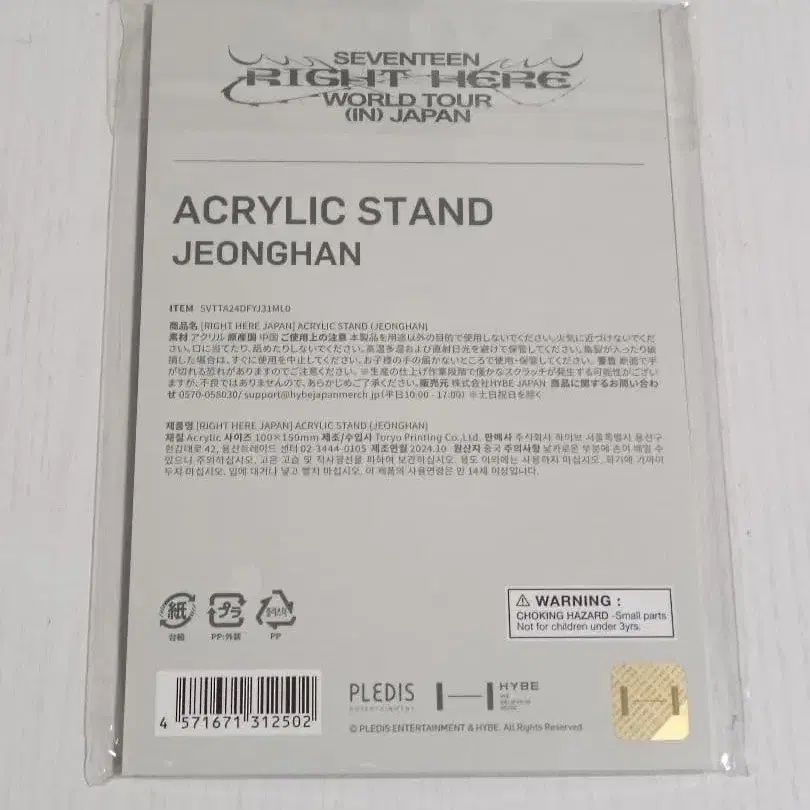 SEVENTEEN
RIGHT HERE
WORLD TOUR
(IN) JAPAN
ACRYLIC STAND
JEONGHAN
ITEM SVTTA24DFYJ31ML0
商品名 [RIGHT HERE JAPAN] ACRYLIC STAND (JEONGHAN)
素材 アクリル 原産国 中国 ご使用上の注意 本製品を用途以外の目的で使用しないでください。火気に近づけないでくだ
さい。口に当てたり、舐めたりしないでください。高温多湿および直射日光を避けて保管してください。亀裂が入ったり破
損した場合は、すぐに使用を中止してください。お子様の手の届かないところで使用・保管してください。警告 断面で手
が切れる恐れがありますのでご注意ください。※生産の仕上げ作業段階で僅かなスクラッチが発生する可能性がござい
ますが、不良ではありませんので、あらかじめご了承ください。販売元 株式会社HYBE JAPAN 商品に関するお問い合わ
せ 0570-058030/ support@hybejapanmerch.jp(平日10:00 - 17:00) ※土日祝日を除く
제품명 [RIGHT HERE JAPAN] ACRYLIC STAND (JEONGHAN)
재질 Acrylic 사이즈 100×150mm 제조/수입사 Toryo Printing Co.,Ltd. 판매사 주식회사 하이브 서울특별시 용산구
한강대로 42, 용산트레이드 센터 02-3444-0105 제조연월 2024.10 원산지 중국 주의사항 날카로운 부분에 손이 베일 수
있으니 주의하십시오. 고온 고습 및 직사광선을 피하여 보관하십시오. 용도 이외에는 사용하지 마십시오. 화기에 가까이
두지 마십시오. 입에 대거나 넣고 빨지 마십시오. 이 제품의 사용연령은 만 14세 이상입니다.
紙 プラ
台紙 PP:外装 PP
WARNING :
CHOKING HAZARD -Small parts
Not for children under 3yrs.
4 571671 312502
PLEDIS
ENTERTAINMENT
HYBE
© PLEDIS ENTERTAINMENT & HYBE. All Rights Reserved.